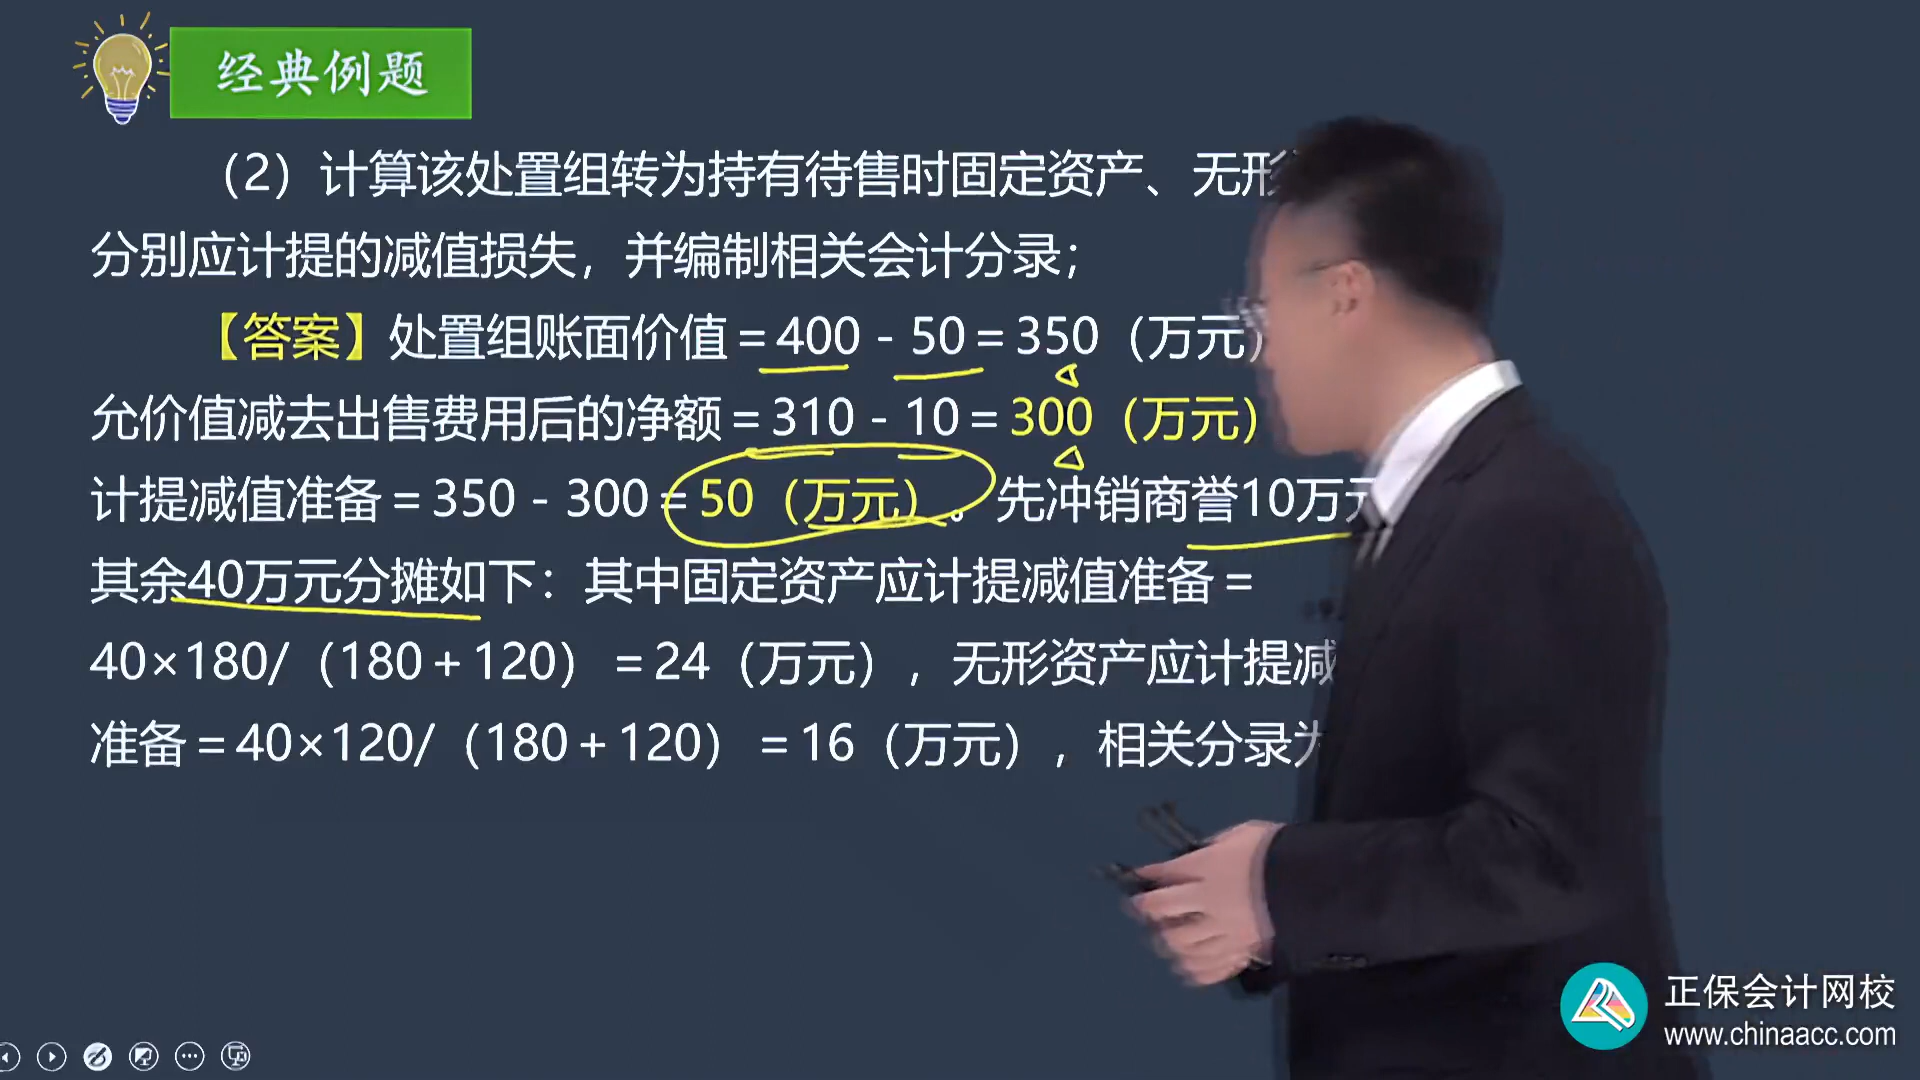 经典例题
（2）计算该处置组转为持有待售时固定资产、无形
分别应计提的减值损失，并编制相关会计分录；
【答案】处置组账面价值＝400－50＝350（万元）
允价值减去出售费用后的净额＝310－10＝300（万元）
计提减值准备＝350－300＝50（万元）。先冲销商誉10万元
其余40万元分摊如下：其中固定资产应计提减值准备＝
40×180/（180＋120）＝24（万元），无形资产应计提减
准备＝40×120/（180＋120）＝16（万元），相关分录为
正保会计网校
www.chinaacc.com